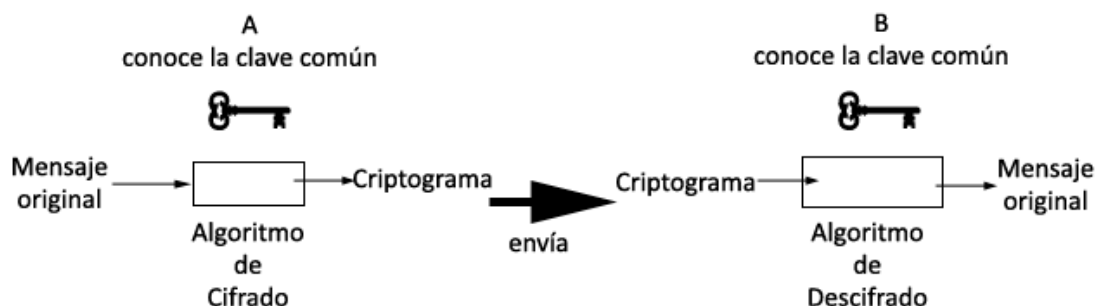 A
conoce la clave común
Mensaje
original
Criptograma
Algoritmo
de
Cifrado
envía
B
conoce la clave común
Criptograma
Mensaje
original
Algoritmo
de
Descifrado